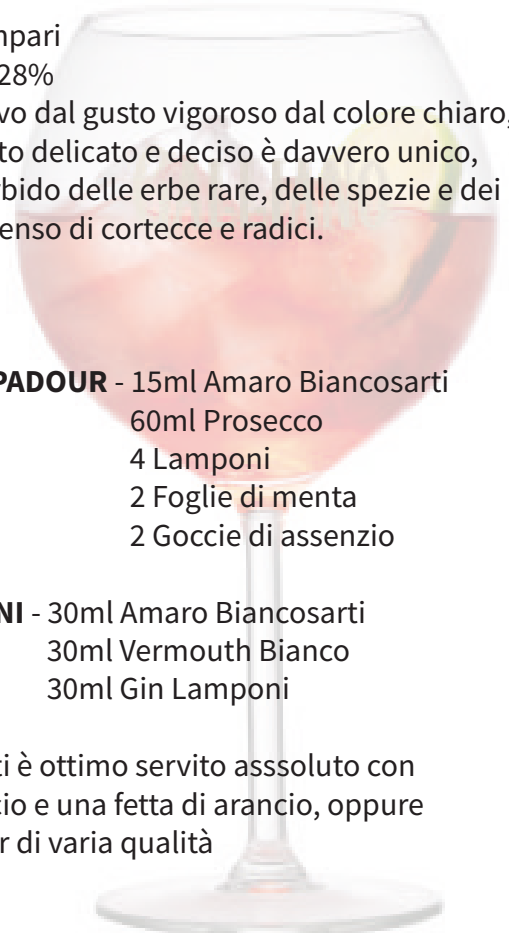 mpari
28%
vo dal gusto vigoroso dal colore chiaro,
to delicato e deciso è davvero unico,
bido delle erbe rare, delle spezie e dei
enso di cortecce e radici.
PADOUR - 15ml Amaro Biancosarti
60ml Prosecco
4 Lamponi
2 Foglie di menta
2 Goccie di assenzio
NI - 30ml Amaro Biancosarti
30ml Vermouth Bianco
30ml Gin Lamponi
ti è ottimo servito asssoluto con
cio e una fetta di arancio, oppure
r di varia qualità